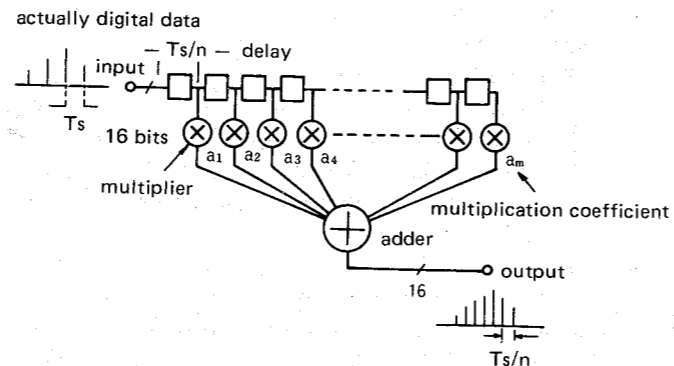 actually digital data
Ts/n
delay
input
Ts
16 bits
a1
a2
a3
a4
am
multiplier
multiplication coefficient
adder
output
16
Ts/n